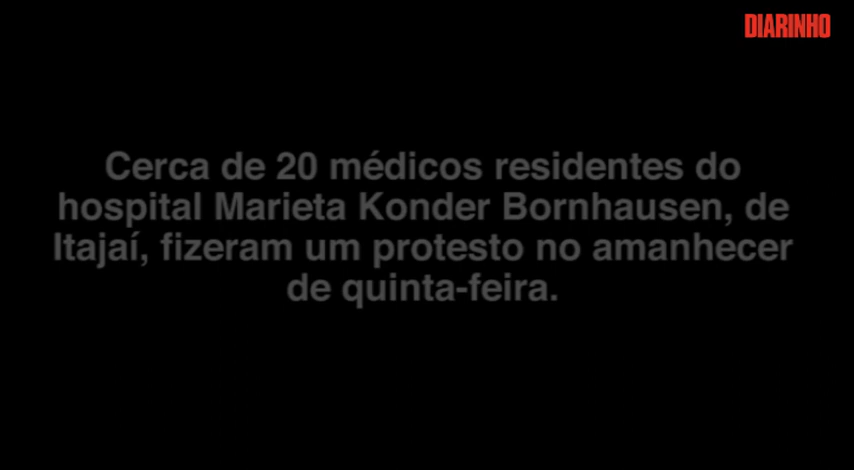 DIARINHO
Cerca de 20 médicos residentes do
hospital Marieta Konder Bornhausen, de
Itajaí, fizeram um protesto no amanhecer
de quinta-feira.